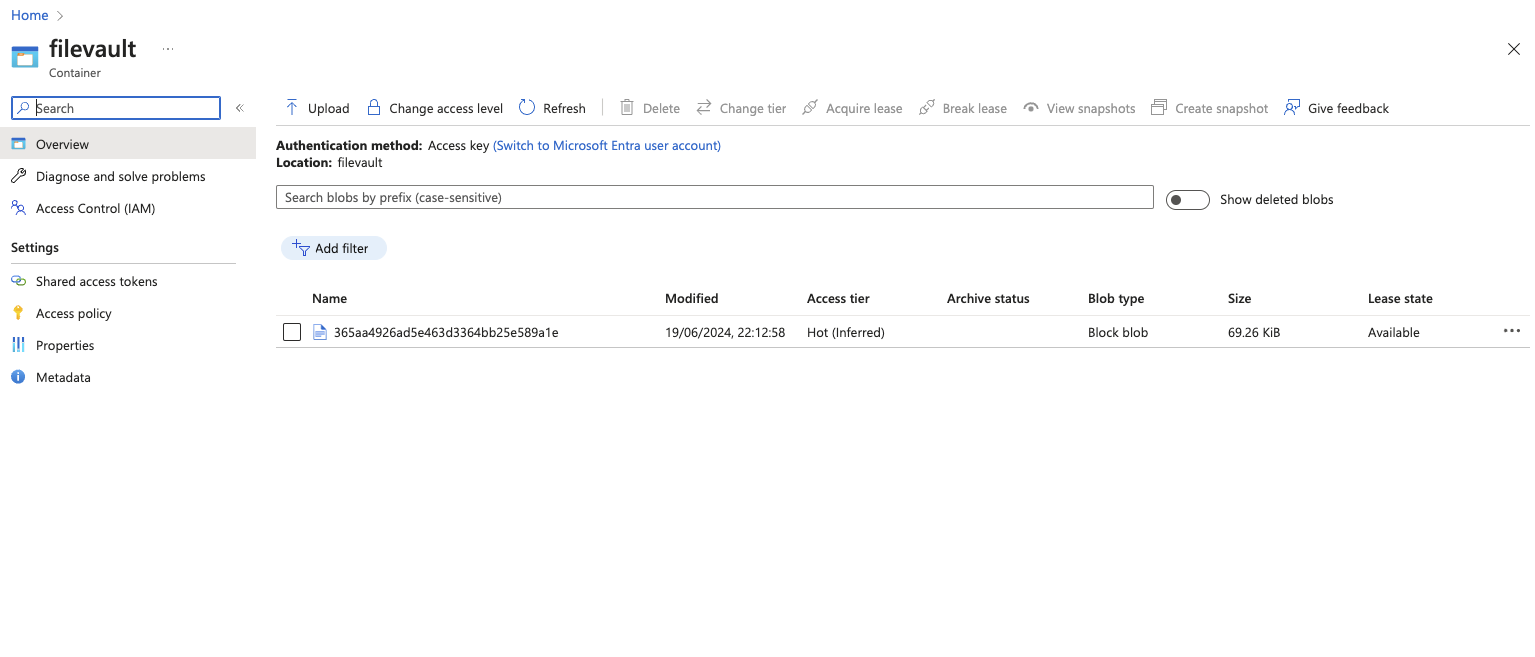 Home
filevault ...
Container
Search
Overview
Diagnose and solve problems
Access Control (IAM)
Settings
Shared access tokens
Access policy
Properties
Metadata
Upload Change access level Refresh Delete Change tier Acquire lease Break lease View snapshots Create snapshot Give feedback
Authentication method: Access key (Switch to Microsoft Entra user account)
Location: filevault
Search blobs by prefix (case-sensitive)
Show deleted blobs
Add filter
Name Modified Access tier Archive status Blob type Size Lease state
365aa4926ad5e463d3364bb25e589a1e 19/06/2024, 22:12:58 Hot (Inferred) Block blob 69.26 KiB Available ...